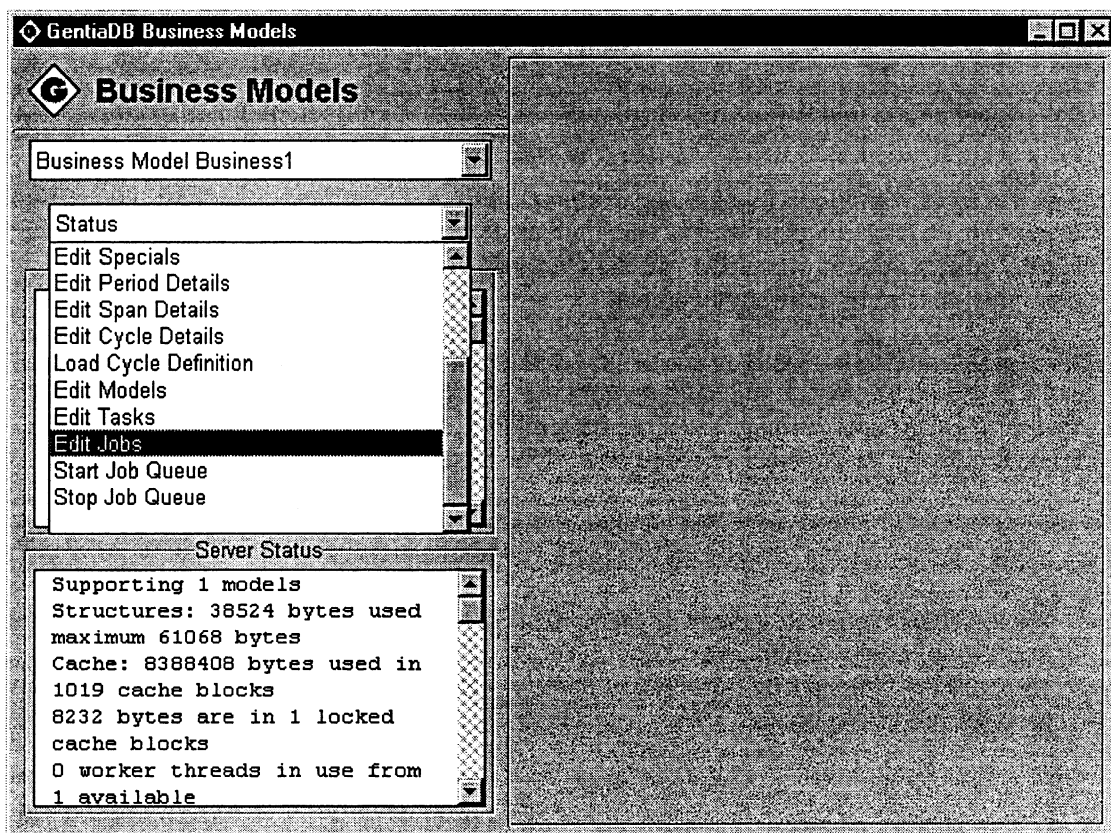 GentiaDB Business Models
G Business Models
Business Model Business1
Status
Edit Specials
Edit Period Details
Edit Span Details
Edit Cycle Details
Load Cycle Definition
Edit Models
Edit Tasks
Edit Jobs
Start Job Queue
Stop Job Queue
Server Status
Supporting 1 models
Structures: 38524 bytes used
maximum 61068 bytes
Cache: 8388408 bytes used in
1019 cache blocks
8232 bytes are in 1 locked
cache blocks
0 worker threads in use from
1 available